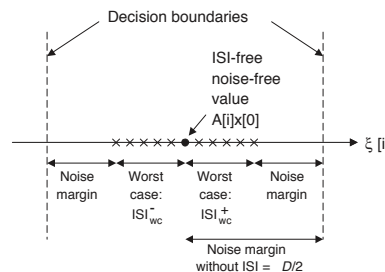 Decision boundaries
ISI-free
noise-free
value
A[i]x[0]
ξ [i
Noise
margin
Worst
case:
ISI⁻wc
Worst
case:
ISI⁺wc
Noise
margin
Noise margin
without ISI = D/2